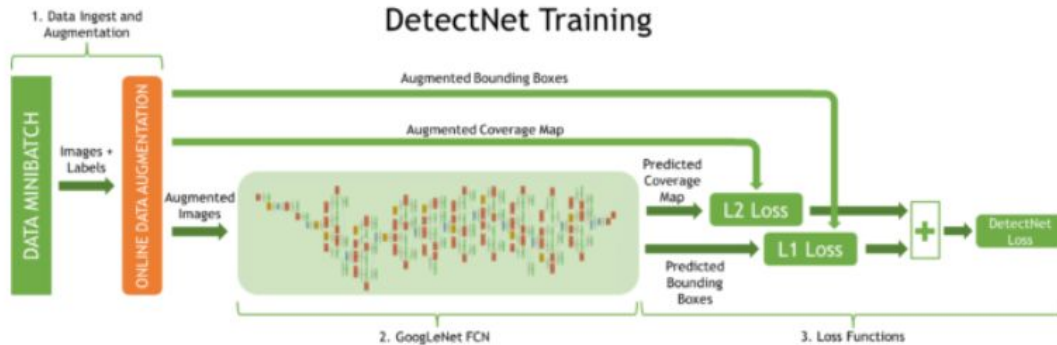 DetectNet Training
1. Data Ingest and
Augmentation
DATA MINIBATCH
Images +
Labels
ONLINE DATA AUGMENTATION
Augmented Bounding Boxes
Augmented Coverage Map
Augmented
Images
Predicted
Coverage
Map
L2 Loss
L1 Loss
Predicted
Bounding
Boxes
+
DetectNet
Loss
2. GoogLeNet FCN
3. Loss Functions